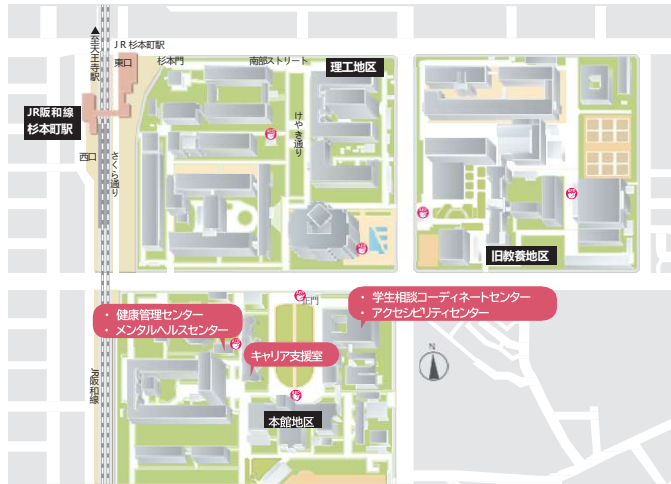 ▲至天王寺駅
JR杉本町駅
東口
杉本門
南部ストリート
理工地区
JR阪和線
杉本町駅
けやき通り
西口
さくら通り
旧教養地区
正門
・ 学生相談コーディネートセンター
・ アクセシビリティセンター
・ 健康管理センター
・ メンタルヘルスセンター
キャリア支援室
N
JR阪和線
本館地区